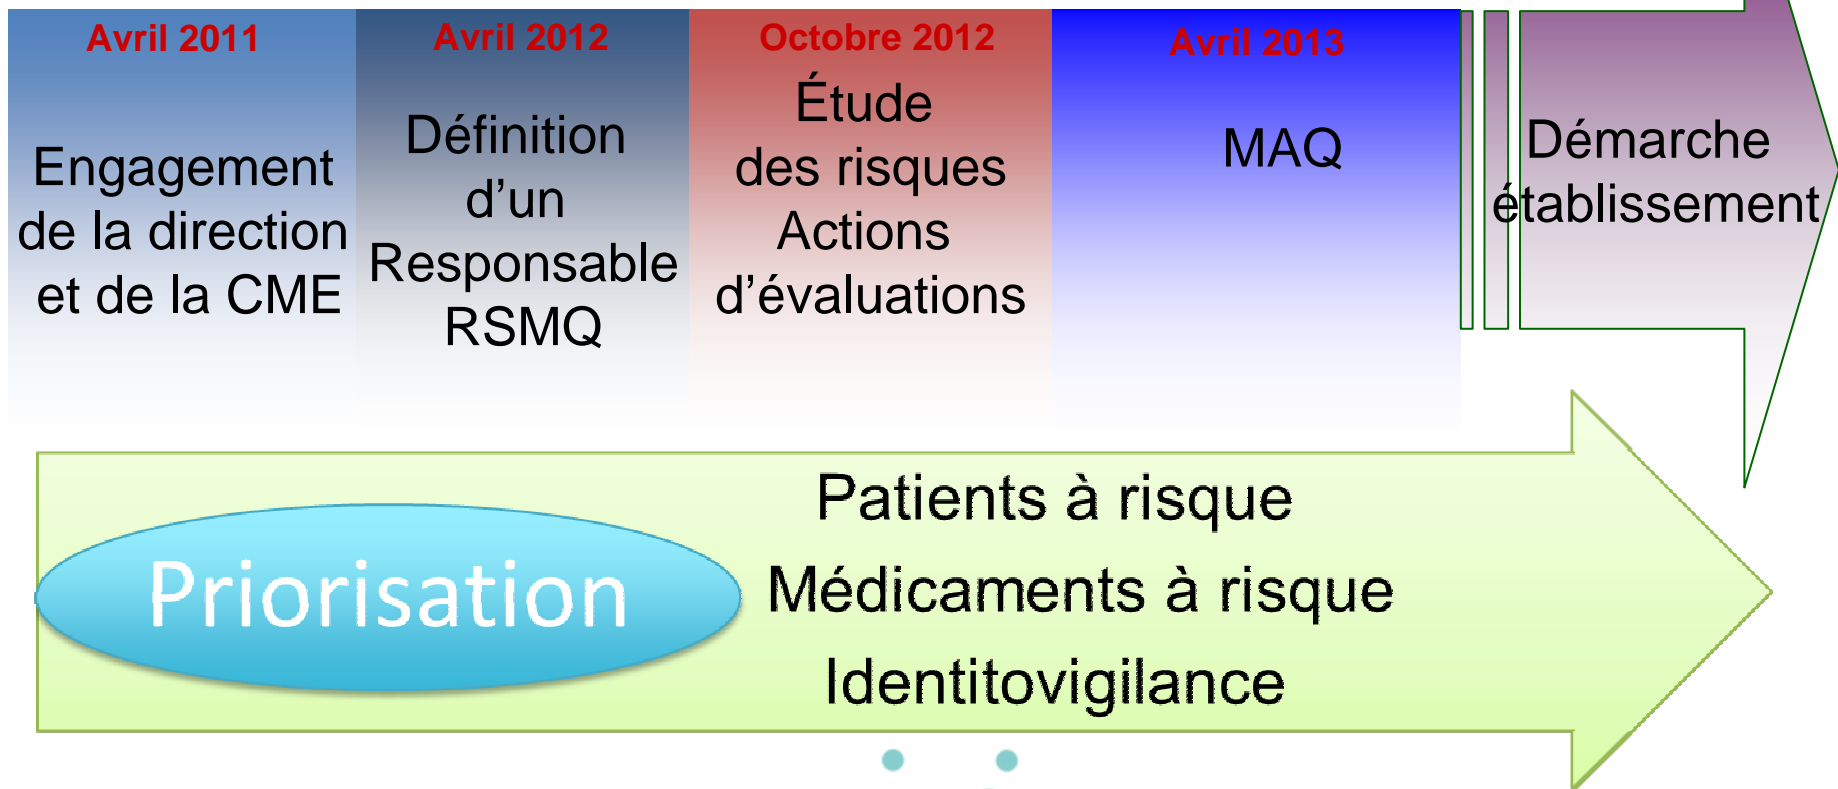 Avril 2011
Engagement
de la direction
et de la CME
Avril 2012
Définition
d’un
Responsable
RSMQ
Octobre 2012
Étude
des risques
Actions
d’évaluations
Avril 2013
MAQ
Démarche
établissement
Priorisation
Patients à risque
Médicaments à risque
Identitovigilance